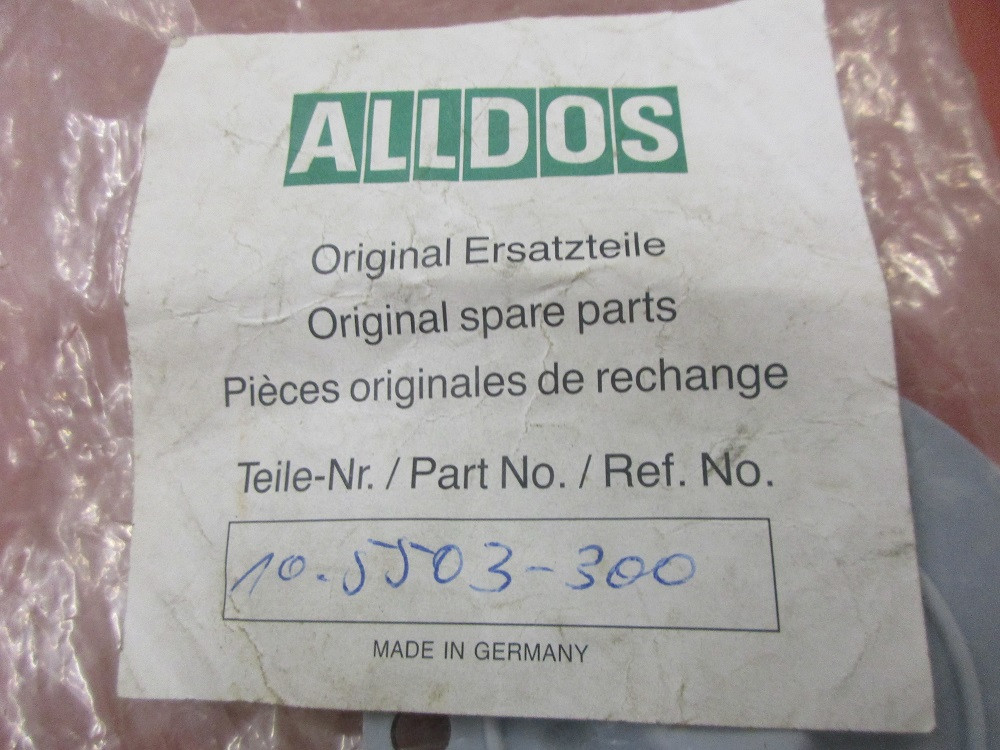 ALLDOS
Original Ersatzteile
Original spare parts
Pièces originales de rechange
Teile-Nr. / Part No. / Ref. No.
10.5503-300
MADE IN GERMANY